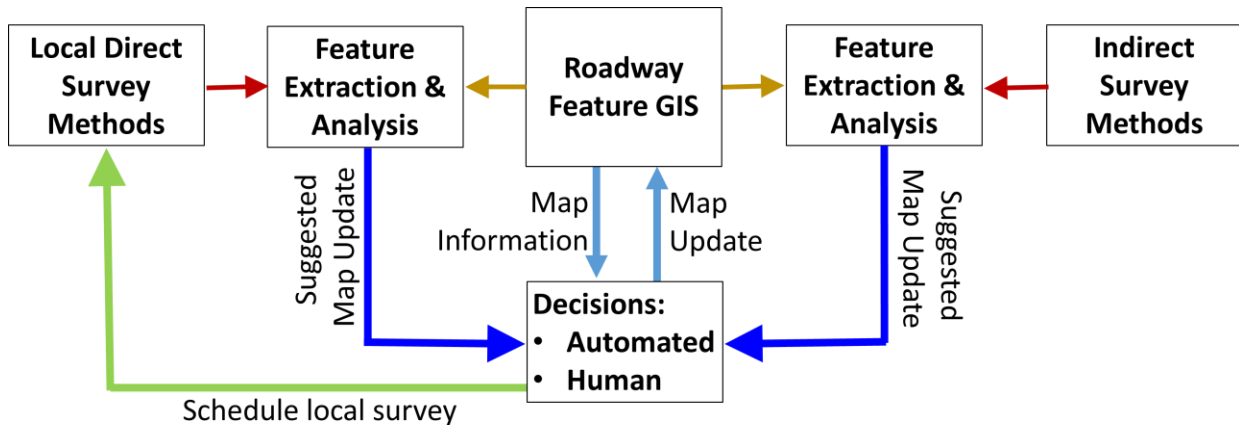 Local Direct
Survey
Methods
Feature
Extraction &
Analysis
Roadway
Feature GIS
Feature
Extraction &
Analysis
Indirect
Survey
Methods
Suggested
Map Update
Map
Information
Map
Update
Suggested
Map Update
Decisions:
• Automated
• Human
Schedule local survey